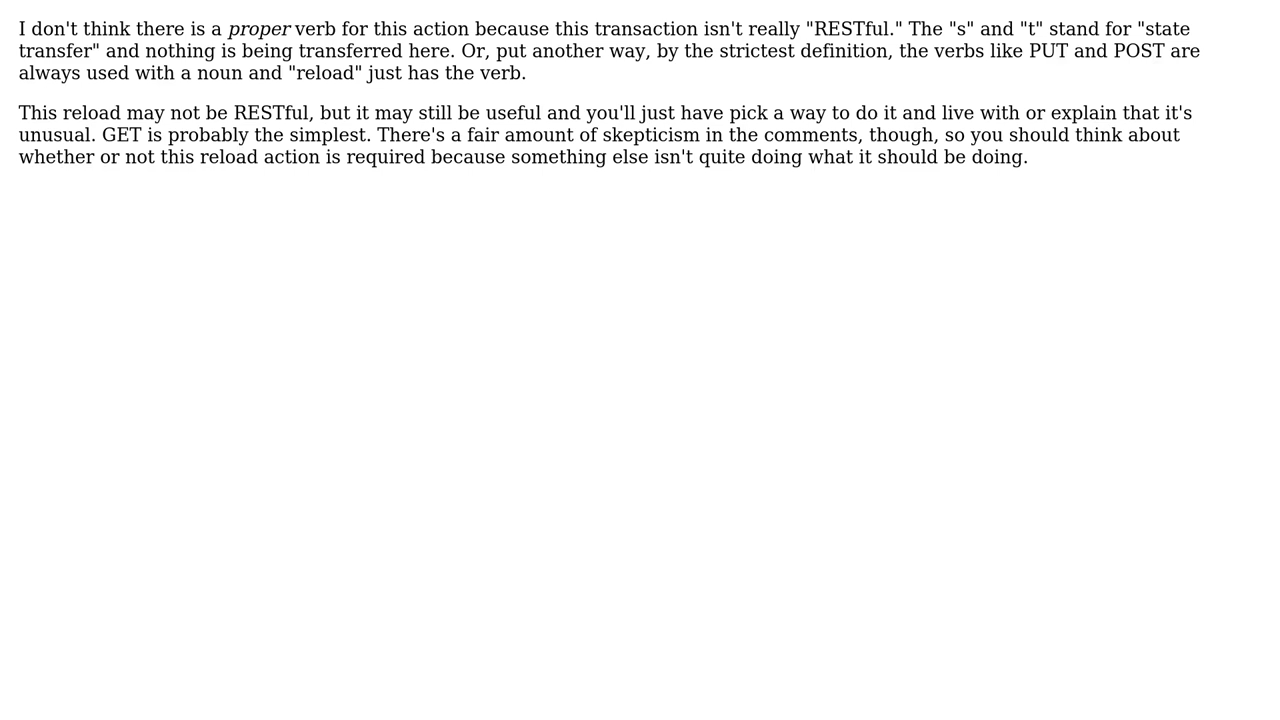 I don't think there is a proper verb for this action because this transaction isn't really "RESTful." The "s" and "t" stand for "state
transfer" and nothing is being transferred here. Or, put another way, by the strictest definition, the verbs like PUT and POST are
always used with a noun and "reload" just has the verb.
This reload may not be RESTful, but it may still be useful and you'll just have pick a way to do it and live with or explain that it's
unusual. GET is probably the simplest. There's a fair amount of skepticism in the comments, though, so you should think about
whether or not this reload action is required because something else isn't quite doing what it should be doing.